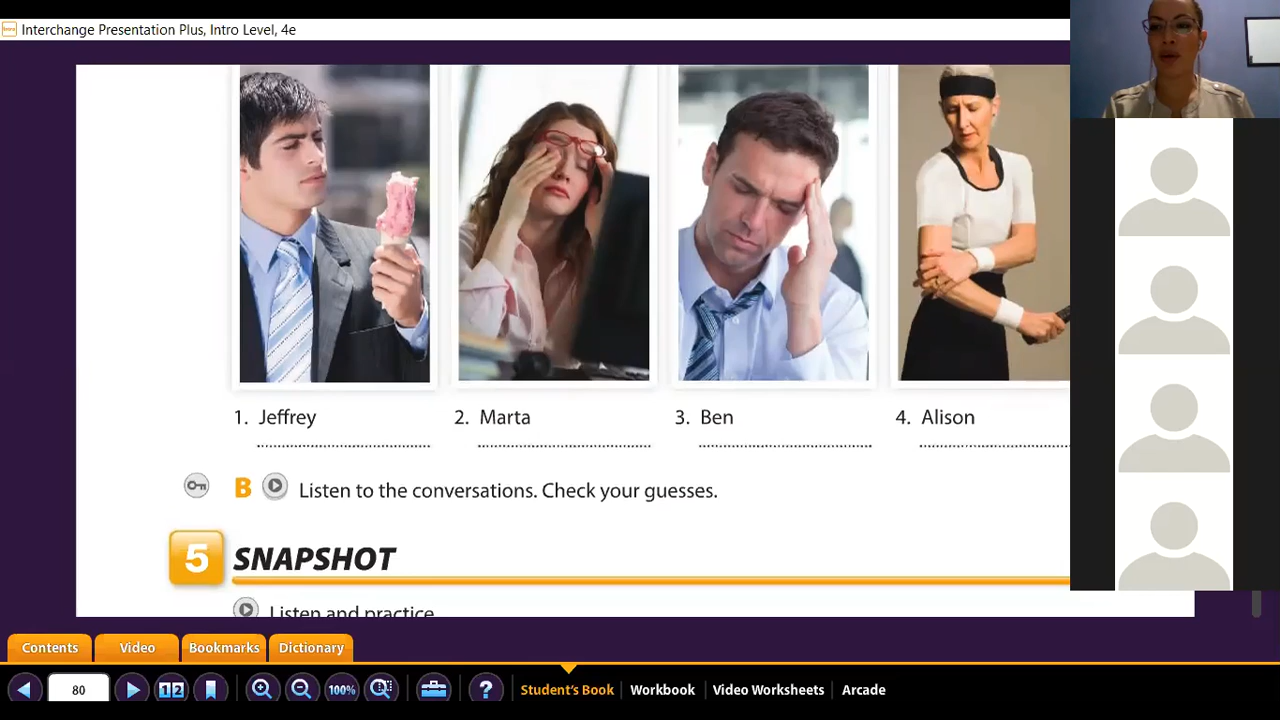 Interchange Presentation Plus, Intro Level, 4e
1. Jeffrey 2. Marta 3. Ben 4. Alison
B Listen to the conversations. Check your guesses.
5 SNAPSHOT
Listen and practice
Contents Video Bookmarks Dictionary
80 1 2 100% ? Student's Book Workbook Video Worksheets Arcade